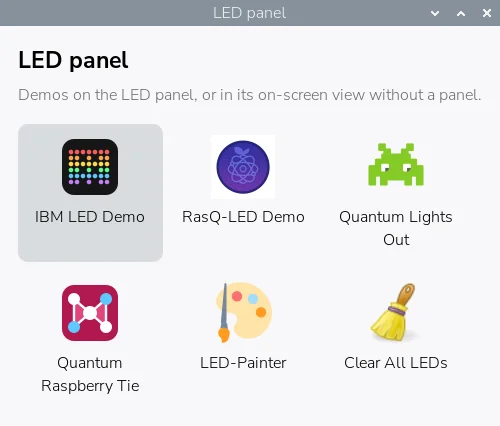 LED panel
LED panel
Demos on the LED panel, or in its on-screen view without a panel.
IBM LED Demo
RasQ-LED Demo
Quantum Lights
Out
Quantum
Raspberry Tie
LED-Painter
Clear All LEDs